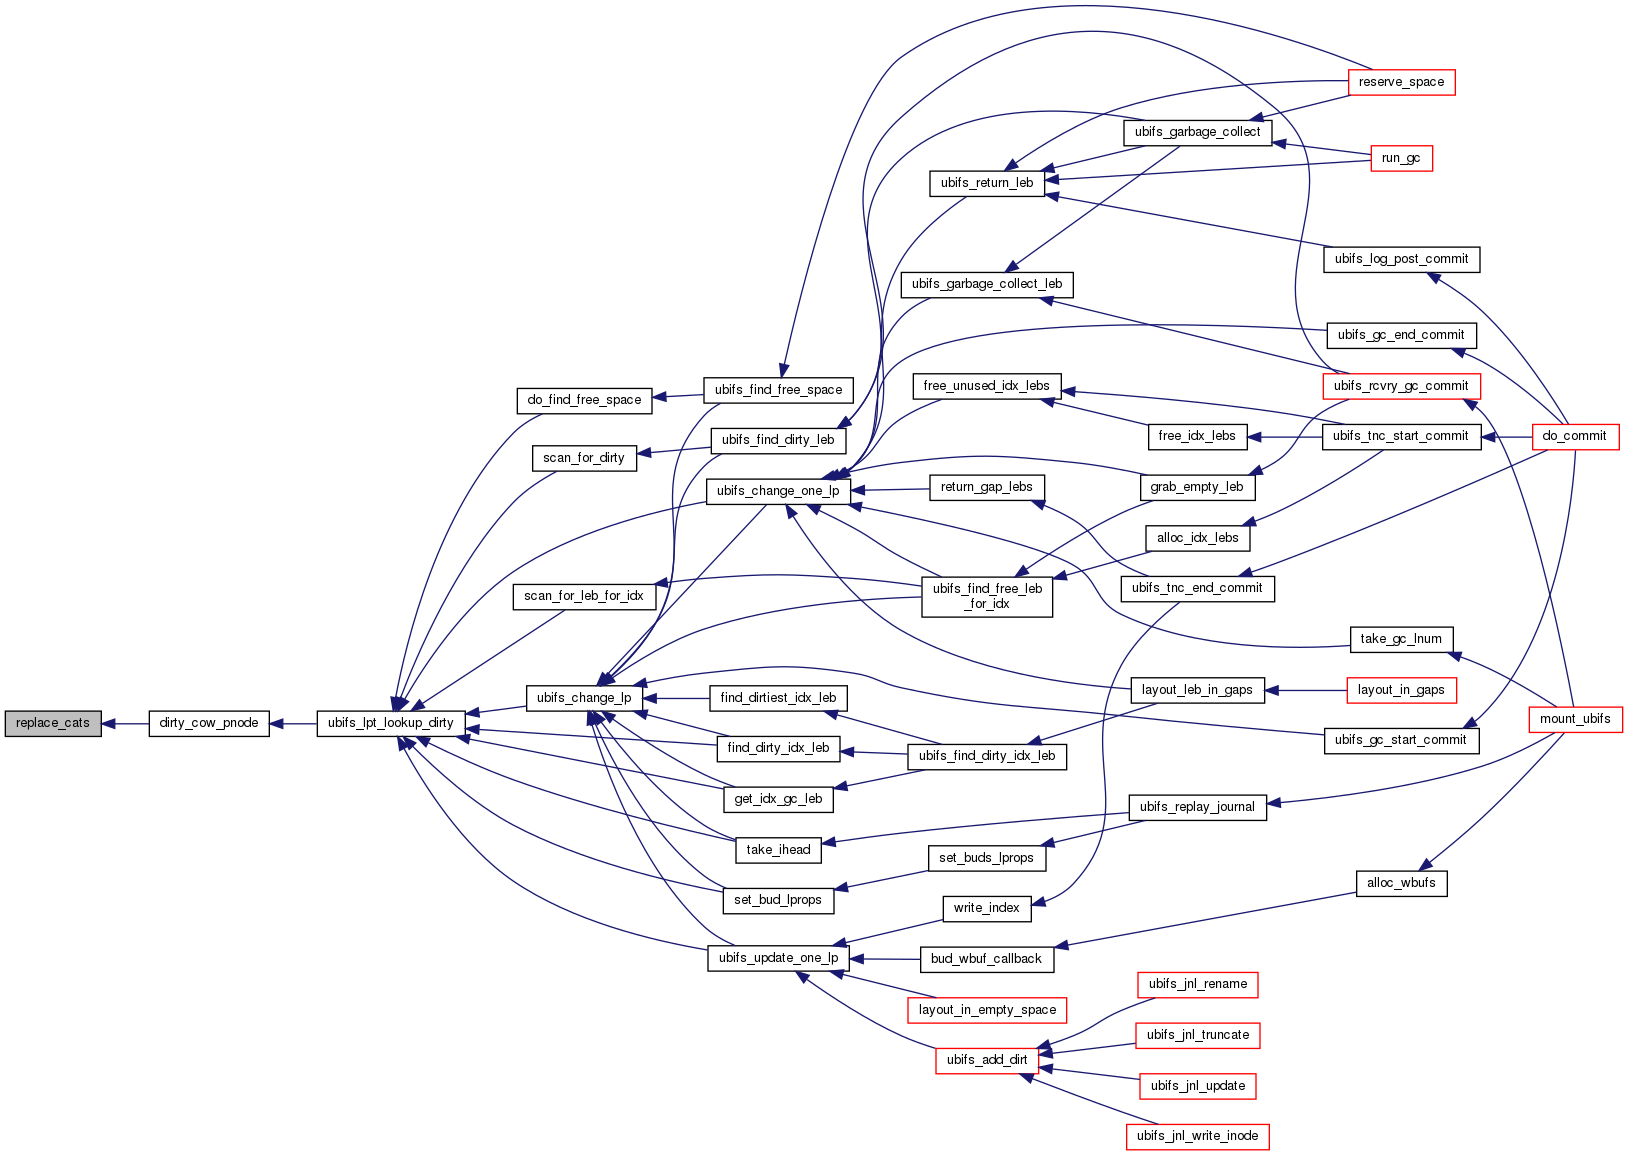 reserve_space
ubifs_garbage_collect
run_gc
ubifs_return_leb
ubifs_log_post_commit
ubifs_garbage_collect_leb
ubifs_gc_end_commit
ubifs_find_free_space
free_unused_idx_lebs
ubifs_rcvry_gc_commit
do_find_free_space
ubifs_find_dirty_leb
free_idx_lebs
ubifs_tnc_start_commit
do_commit
scan_for_dirty
ubifs_change_one_lp
return_gap_lebs
grab_empty_leb
alloc_idx_lebs
scan_for_leb_for_idx
ubifs_find_free_leb
_for_idx
ubifs_tnc_end_commit
take_gc_lnum
ubifs_change_lp
find_dirtiest_idx_leb
layout_leb_in_gaps
layout_in_gaps
replace_cats
dirty_cow_pnode
ubifs_lpt_lookup_dirty
mount_ubifs
find_dirty_idx_leb
ubifs_find_dirty_idx_leb
ubifs_gc_start_commit
get_idx_gc_leb
ubifs_replay_journal
take_ihead
set_buds_lprops
alloc_wbufs
set_bud_lprops
write_index
ubifs_update_one_lp
bud_wbuf_callback
ubifs_jnl_rename
layout_in_empty_space
ubifs_jnl_truncate
ubifs_add_dirt
ubifs_jnl_update
ubifs_jnl_write_inode